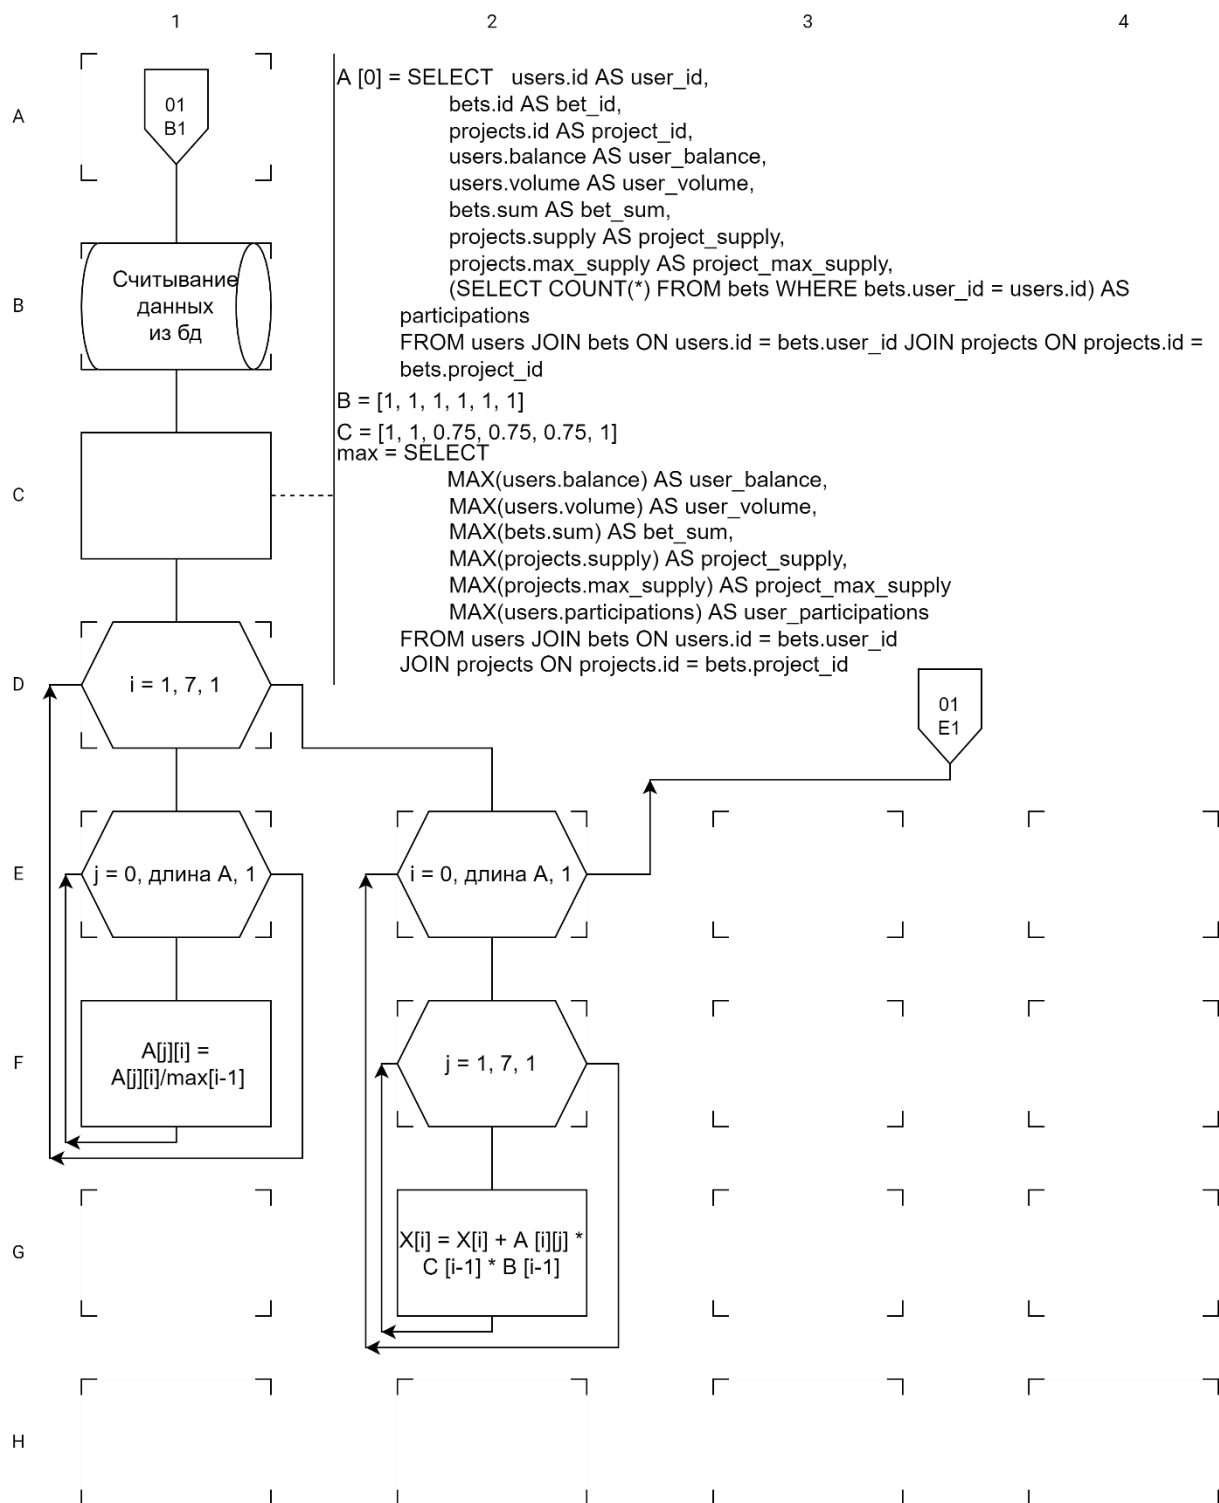 1 2 3 4
A
01
B1
A [0] = SELECT users.id AS user_id,
bets.id AS bet_id,
projects.id AS project_id,
users.balance AS user_balance,
users.volume AS user_volume,
bets.sum AS bet_sum,
projects.supply AS project_supply,
projects.max_supply AS project_max_supply,
(SELECT COUNT(*) FROM bets WHERE bets.user_id = users.id) AS
participations
FROM users JOIN bets ON users.id = bets.user_id JOIN projects ON projects.id =
bets.project_id
B = [1, 1, 1, 1, 1, 1]
C = [1, 1, 0.75, 0.75, 0.75, 1]
max = SELECT
MAX(users.balance) AS user_balance,
MAX(users.volume) AS user_volume,
MAX(bets.sum) AS bet_sum,
MAX(projects.supply) AS project_supply,
MAX(projects.max_supply) AS project_max_supply
MAX(users.participations) AS user_participations
FROM users JOIN bets ON users.id = bets.user_id
JOIN projects ON projects.id = bets.project_id
B
Считывание
данных
из бд
C
D
i = 1, 7, 1
01
E1
E
j = 0, длина A, 1
i = 0, длина A, 1
F
A[j][i] =
A[j][i]/max[i-1]
j = 1, 7, 1
G
X[i] = X[i] + A [i][j] *
C [i-1] * B [i-1]
H